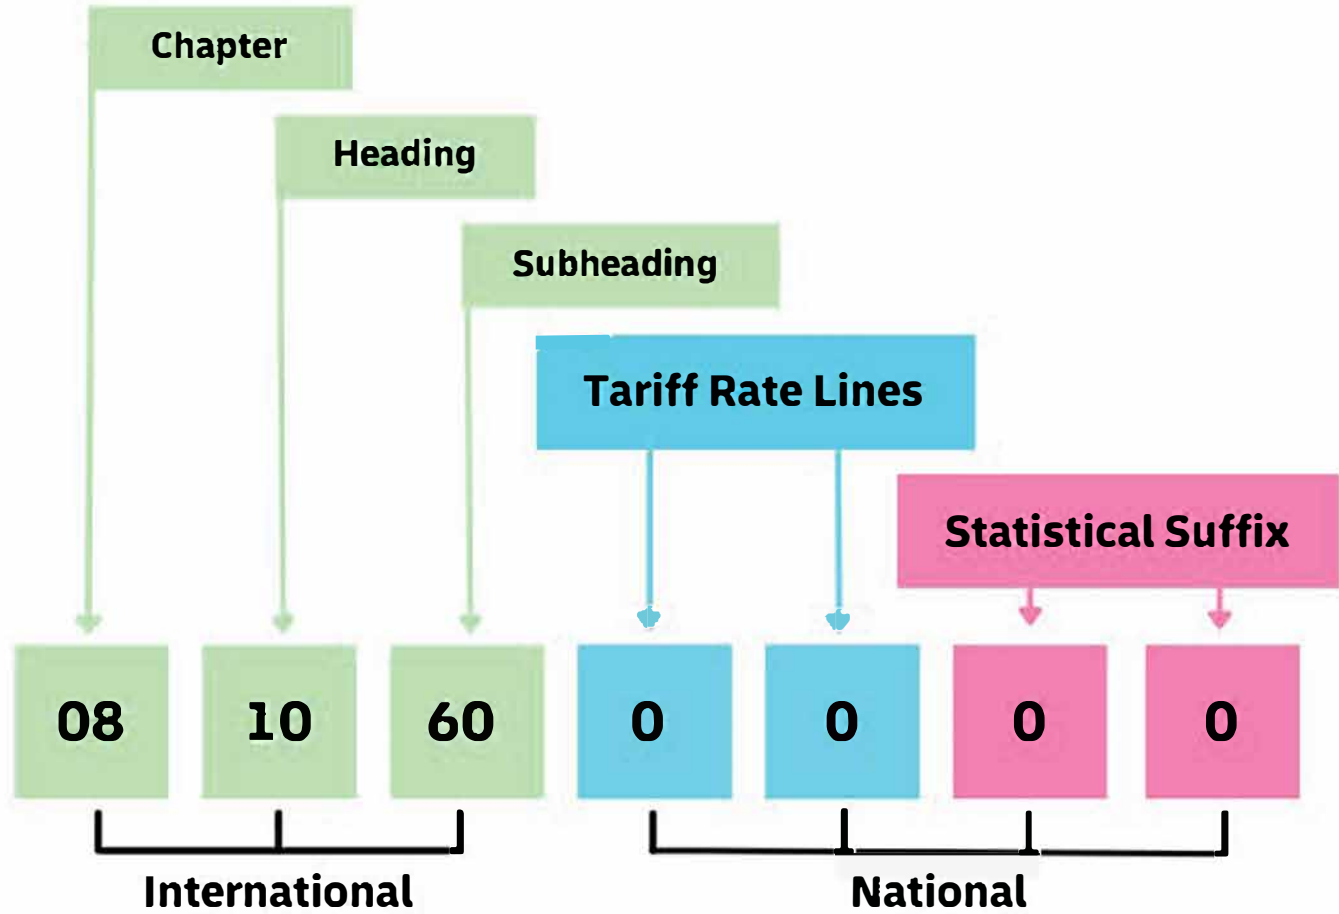 Chapter
Heading
Subheading
Tariff Rate Lines
Statistical Suffix
08 10 60 0 0 0 0
International National